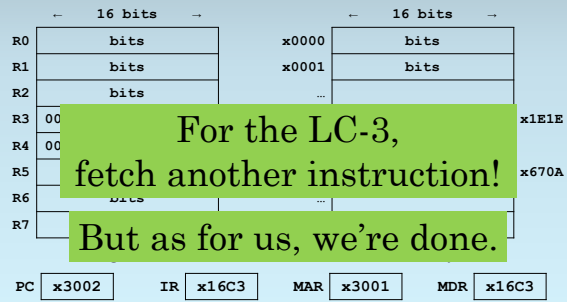 ← 16 bits → ← 16 bits →
R0 bits x0000 bits
R1 bits x0001 bits
R2 bits …
R3 00 x1E1E
R4 00
R5 x670A
R6 bits …
R7
For the LC-3,
fetch another instruction!
But as for us, we’re done.
PC x3002 IR x16C3 MAR x3001 MDR x16C3